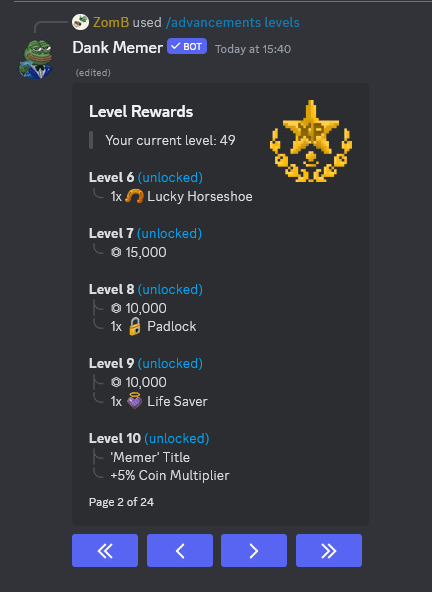 ZomB used /advancements levels
Dank Memer ✓ BOT Today at 15:40
(edited)
Level Rewards
XP
Your current level: 49
Level 6 (unlocked)
1x Lucky Horseshoe
Level 7 (unlocked)
15,000
Level 8 (unlocked)
10,000
1x Padlock
Level 9 (unlocked)
10,000
1x Life Saver
Level 10 (unlocked)
'Memer' Title
+5% Coin Multiplier
Page 2 of 24